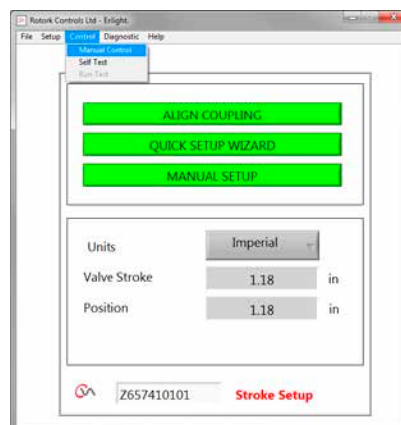 Rotork Controls Ltd - Enlight.
File Setup Control Diagnostic Help
Manual Control
Self Test
Run Test
ALIGN COUPLING
QUICK SETUP WIZARD
MANUAL SETUP
Units Imperial
Valve Stroke 1.18 in
Position 1.18 in
Z657410101 Stroke Setup